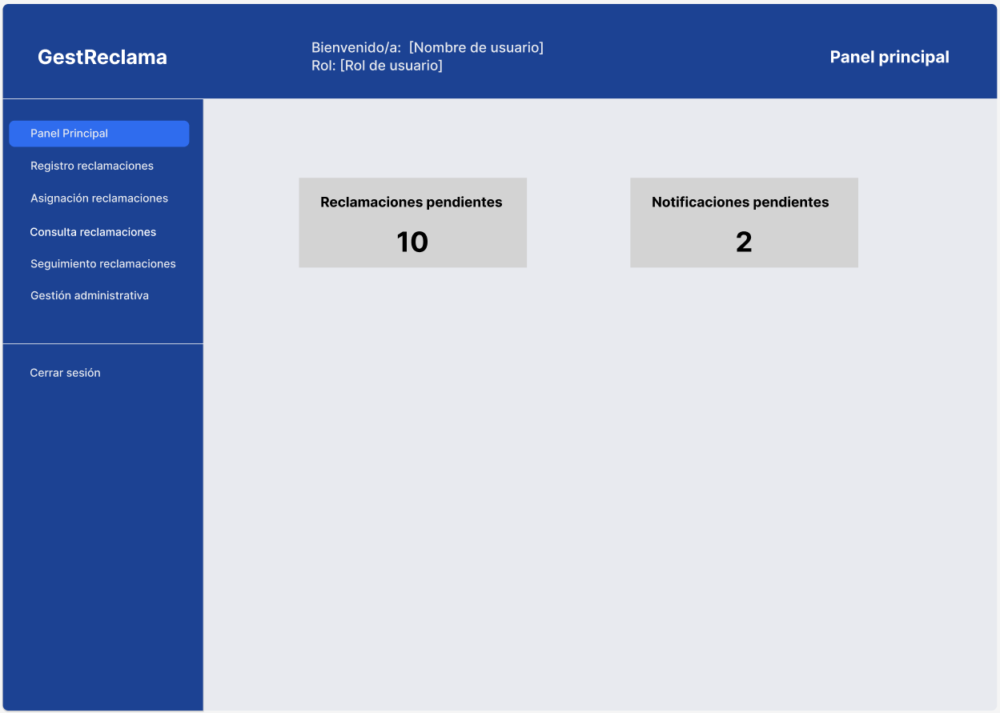 GestReclama
Bienvenido/a:  [Nombre de usuario]
Rol: [Rol de usuario]
Panel principal
Panel Principal
Registro reclamaciones
Asignación reclamaciones
Consulta reclamaciones
Seguimiento reclamaciones
Gestión administrativa
Cerrar sesión
Reclamaciones pendientes
10
Notificaciones pendientes
2